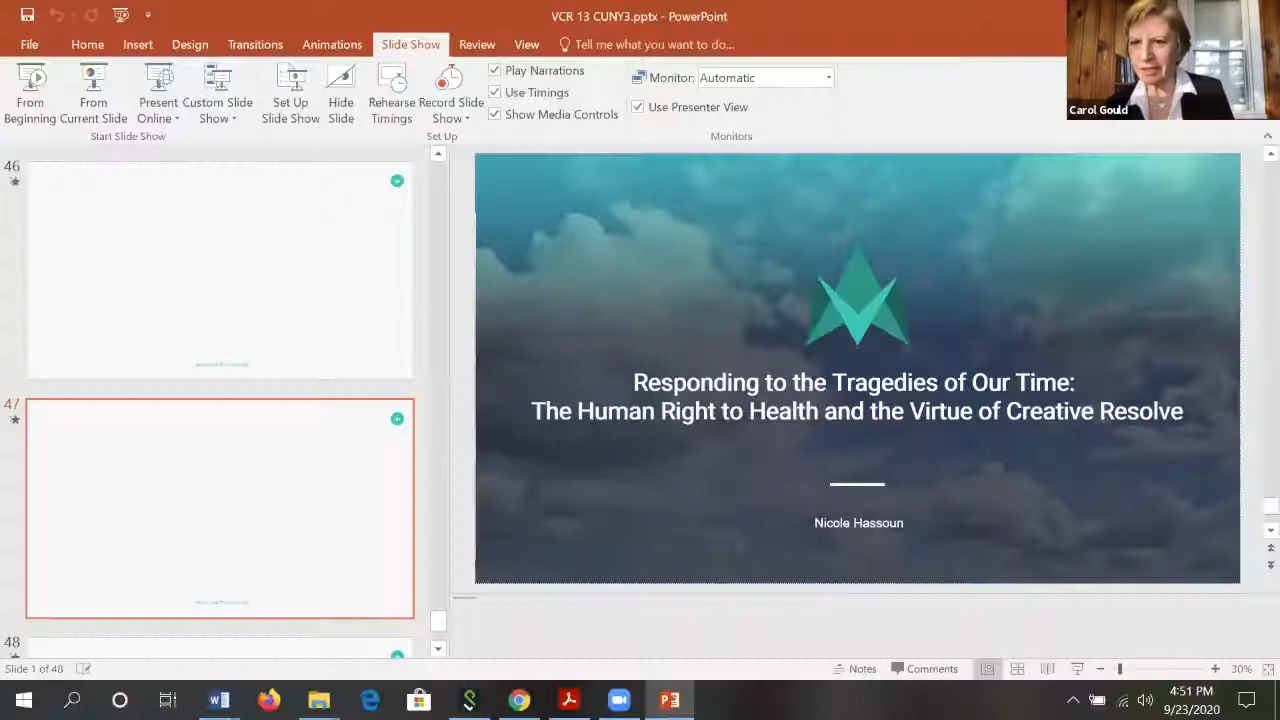 VCR 13 CUNY3.pptx - PowerPoint
File Home Insert Design Transitions Animations Slide Show Review View Tell me what you want to do...
From Beginning
From Current Slide
Present Online
Custom Slide Show
Set Up Slide Show
Hide Slide
Rehearse Timings
Record Slide Show
Play Narrations
Use Timings
Show Media Controls
Monitor: Automatic
Use Presenter View
Start Slide Show
Set Up
Monitors
Carol Gould
46
47
48
Responding to the Tragedies of Our Time:
The Human Right to Health and the Virtue of Creative Resolve
Nicole Hassoun
Slide 1 of 48
Notes
Comments
30%
4:51 PM
9/23/2020